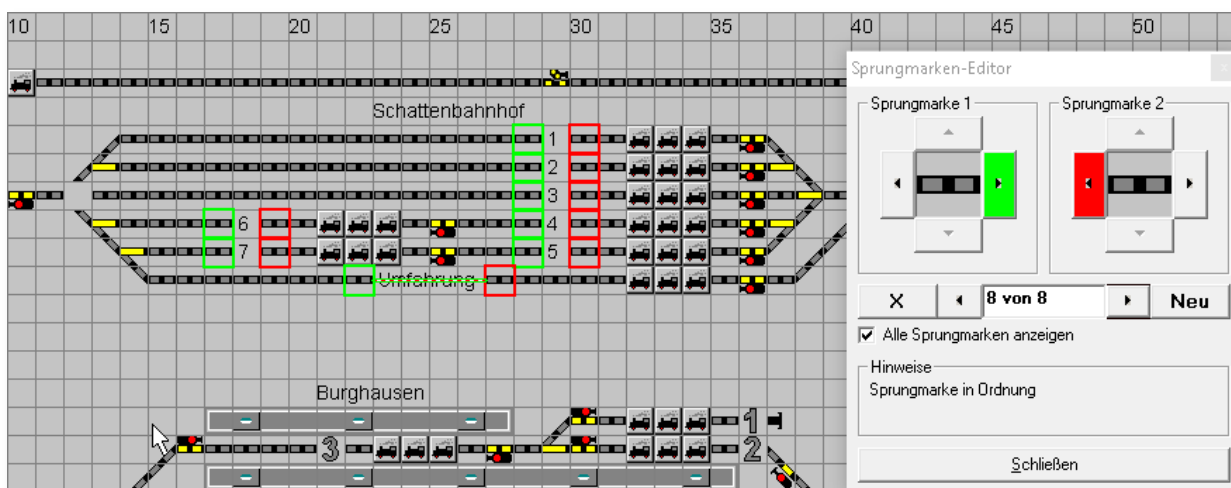 10 15 20 25 30 35 40 45 50
Sprungmarken-Editor
Sprungmarke 1 Sprungmarke 2
Schattenbahnhof
1
2
3
6 4
7 5
Umfahrung
X 8 von 8 Neu
Alle Sprungmarken anzeigen
Hinweise
Sprungmarke in Ordnung
Burghausen
1
3 2
Schließen